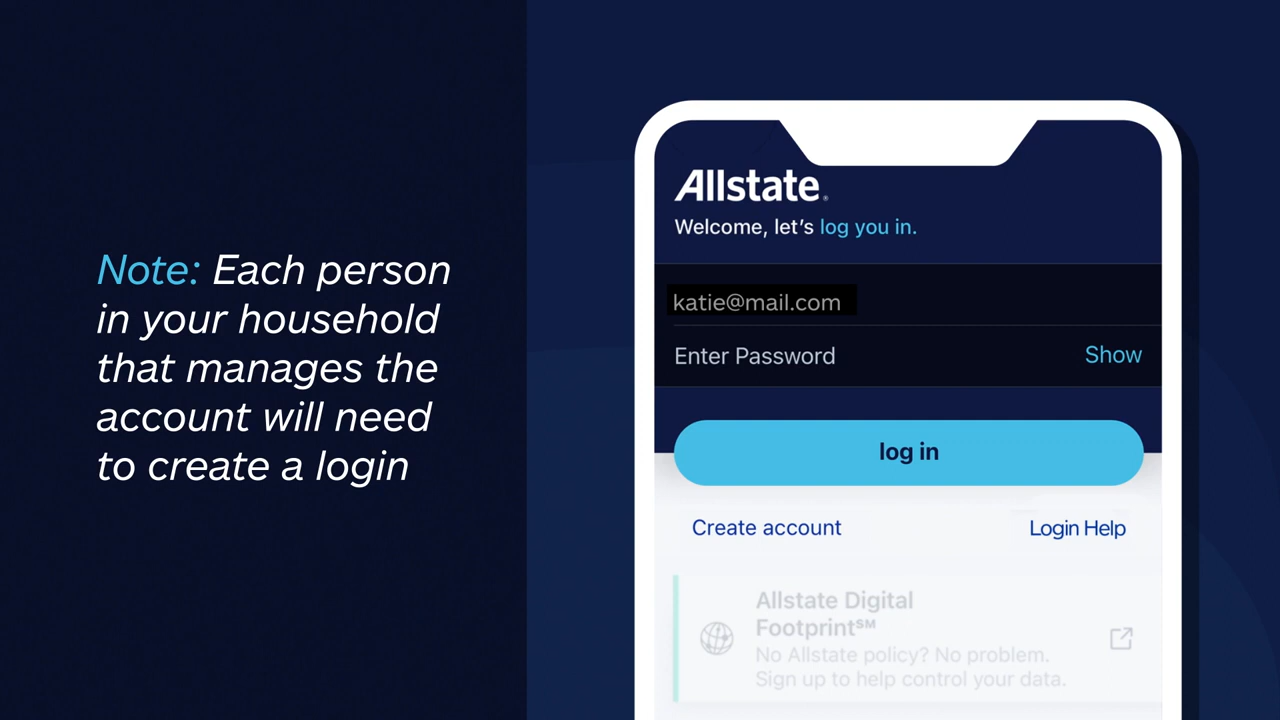 Note: Each person
in your household
that manages the
account will need
to create a login
Allstate®
Welcome, let's log you in.
katie@mail.com
Enter Password Show
log in
Create account Login Help
Allstate Digital
Footprint℠
No Allstate policy? No problem.
Sign up to help control your data.